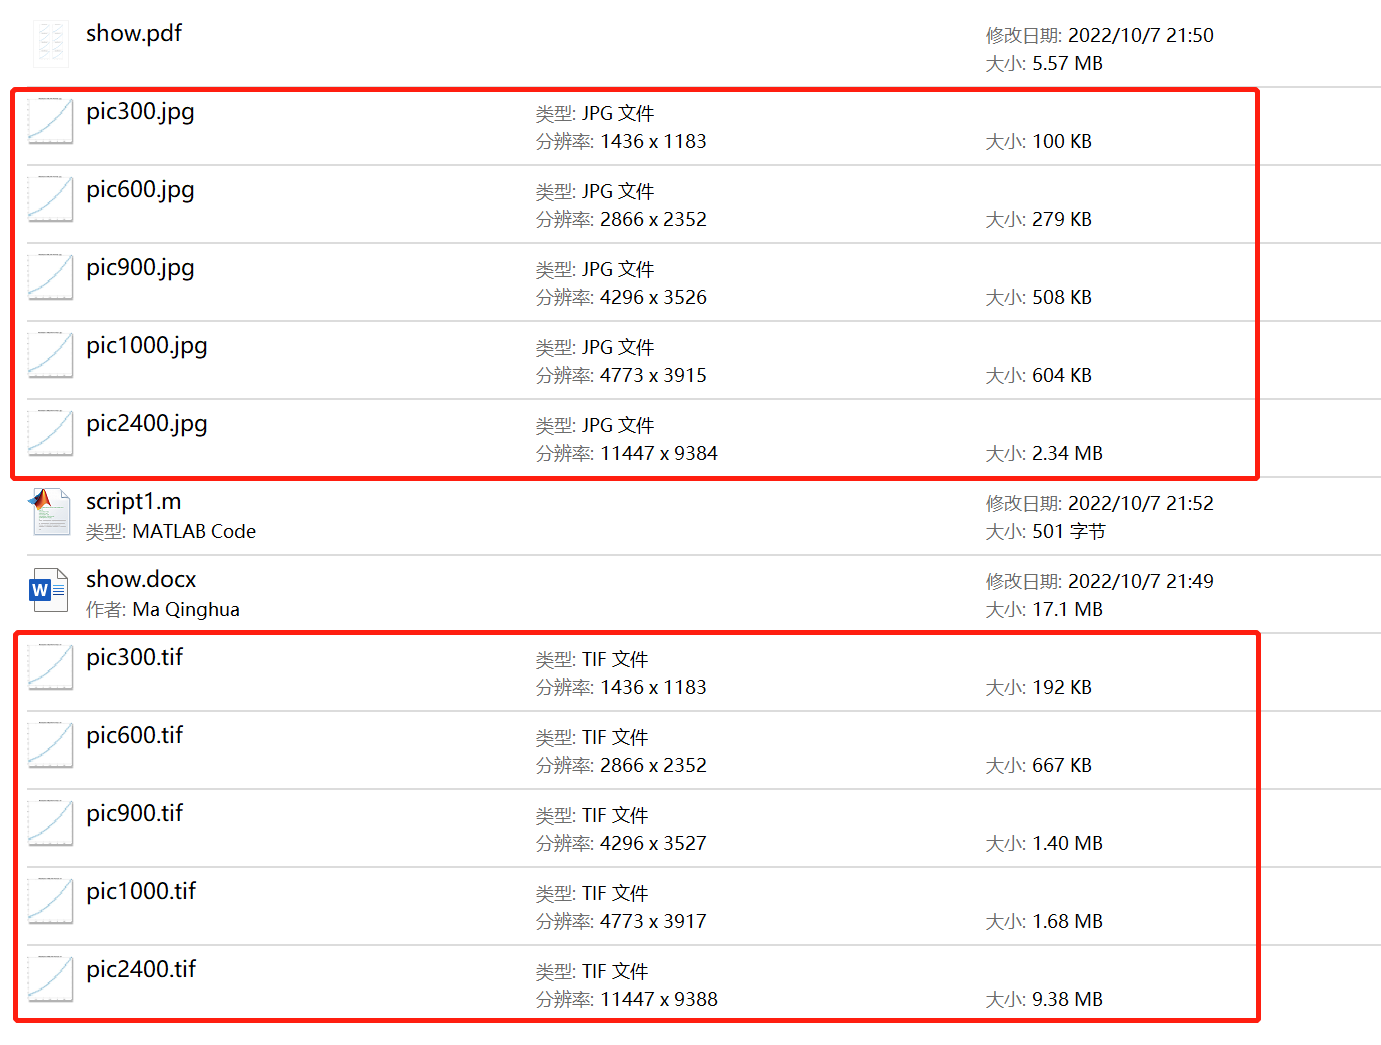 show.pdf
修改日期: 2022/10/7 21:50
大小: 5.57 MB
pic300.jpg
类型: JPG 文件
分辨率: 1436 x 1183
大小: 100 KB
pic600.jpg
类型: JPG 文件
分辨率: 2866 x 2352
大小: 279 KB
pic900.jpg
类型: JPG 文件
分辨率: 4296 x 3526
大小: 508 KB
pic1000.jpg
类型: JPG 文件
分辨率: 4773 x 3915
大小: 604 KB
pic2400.jpg
类型: JPG 文件
分辨率: 11447 x 9384
大小: 2.34 MB
script1.m
类型: MATLAB Code
修改日期: 2022/10/7 21:52
大小: 501 字节
W
show.docx
作者: Ma Qinghua
修改日期: 2022/10/7 21:49
大小: 17.1 MB
pic300.tif
类型: TIF 文件
分辨率: 1436 x 1183
大小: 192 KB
pic600.tif
类型: TIF 文件
分辨率: 2866 x 2352
大小: 667 KB
pic900.tif
类型: TIF 文件
分辨率: 4296 x 3527
大小: 1.40 MB
pic1000.tif
类型: TIF 文件
分辨率: 4773 x 3917
大小: 1.68 MB
pic2400.tif
类型: TIF 文件
分辨率: 11447 x 9388
大小: 9.38 MB